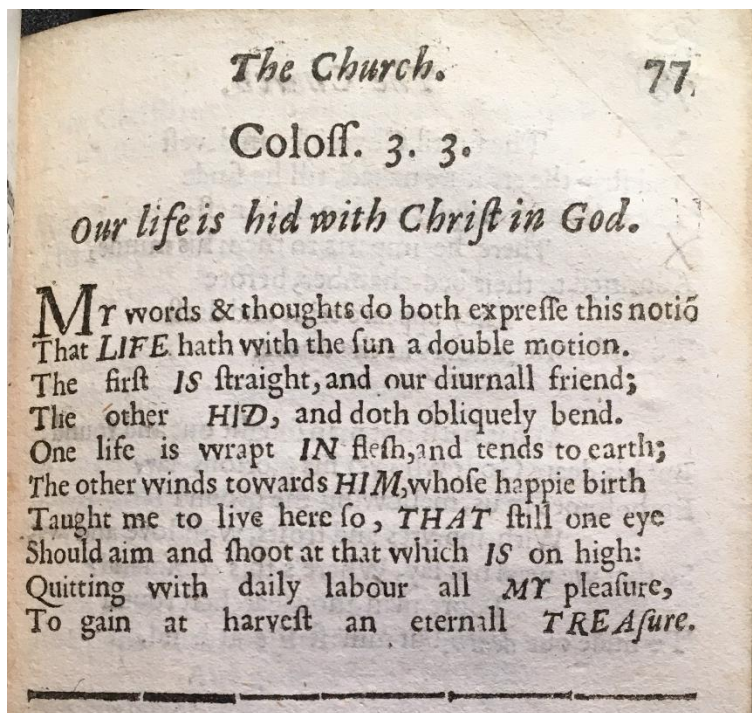 The Church.
77.
Coloſſ. 3. 3.
Our life is hid with Chriſt in God.
MY words & thoughts do both expreſſe this notiõ
That LIFE hath with the ſun a double motion.
The firſt IS ſtraight, and our diurnall friend;
The other HID, and doth obliquely bend.
One life is wrapt IN fleſh, and tends to earth;
The other winds towards HIM, whoſe happie birth
Taught me to live here ſo, THAT ſtill one eye
Should aim and ſhoot at that which IS on high:
Quitting with daily labour all MY pleaſure,
To gain at harveſt an eternall TREAſure.